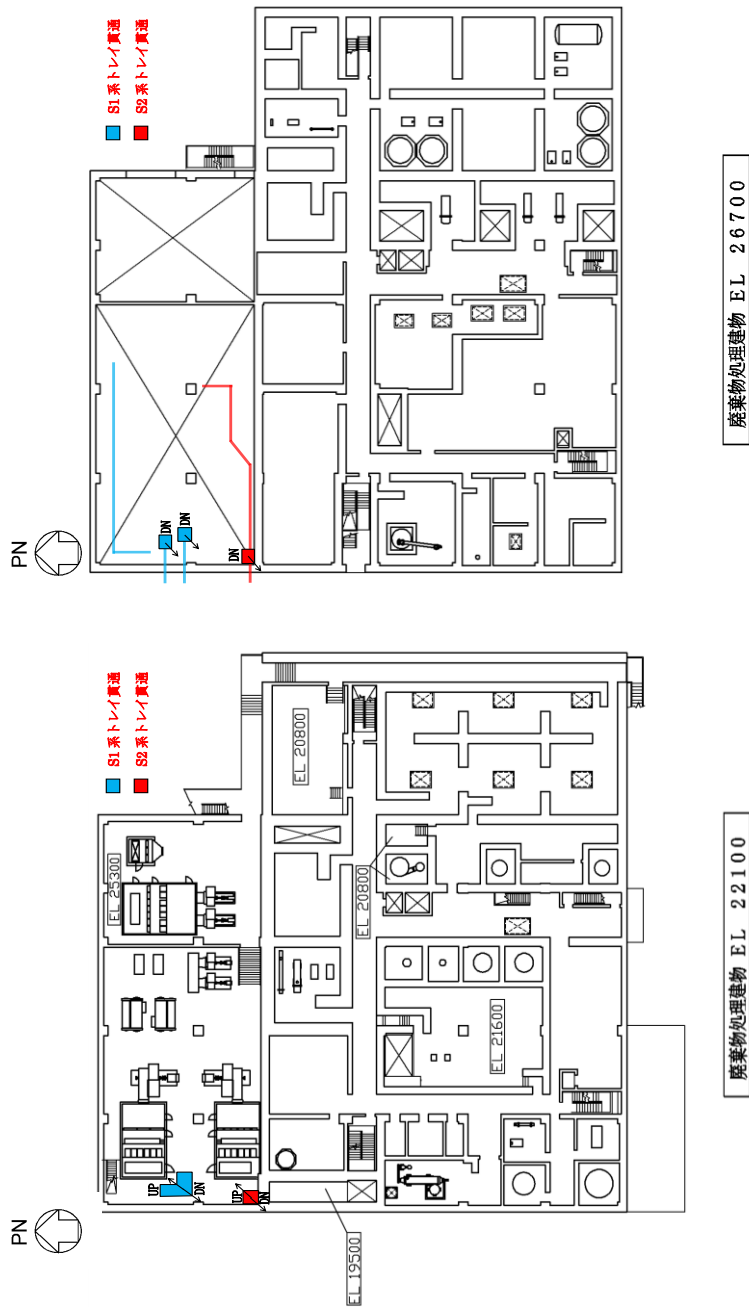 PN
S1系トレイ貫通
S2系トレイ貫通
DN
DN
DN
廃棄物処理建物 EL 26700
PN
S1系トレイ貫通
S2系トレイ貫通
EL 25300
EL 20800
EL 20800
EL 21600
UP
DN
UP
DN
EL 19500
廃棄物処理建物 EL 22100